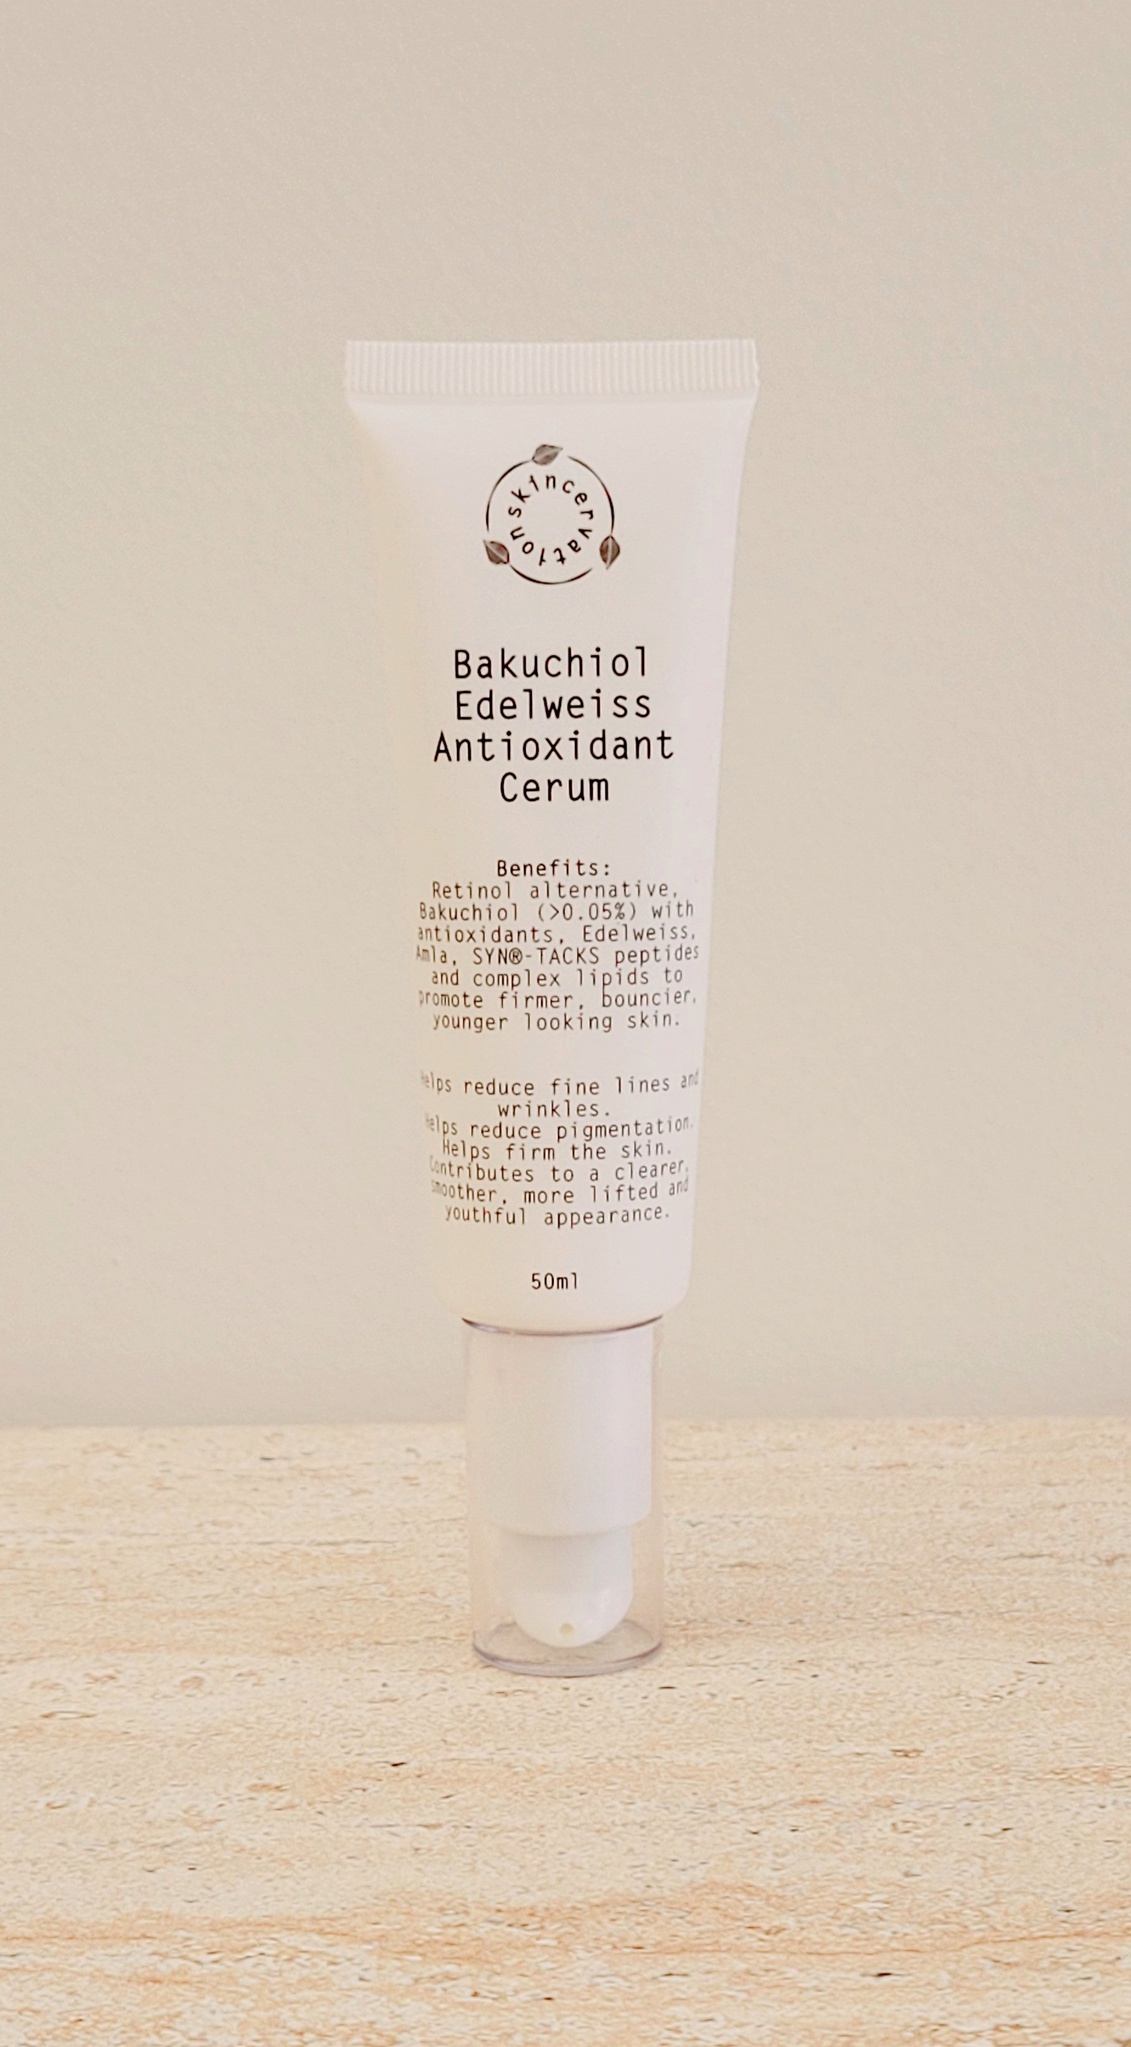 skincervation
Bakuchiol
Edelweiss
Antioxidant
Cerum
Benefits:
Retinol alternative,
Bakuchiol (>0.05%) with
antioxidants, Edelweiss,
Amla, SYN®-TACKS peptides
and complex lipids to
promote firmer, bouncier,
younger looking skin.
Helps reduce fine lines and
wrinkles.
Helps reduce pigmentation.
Helps firm the skin.
Contributes to a clearer,
smoother, more lifted and
youthful appearance.
50ml